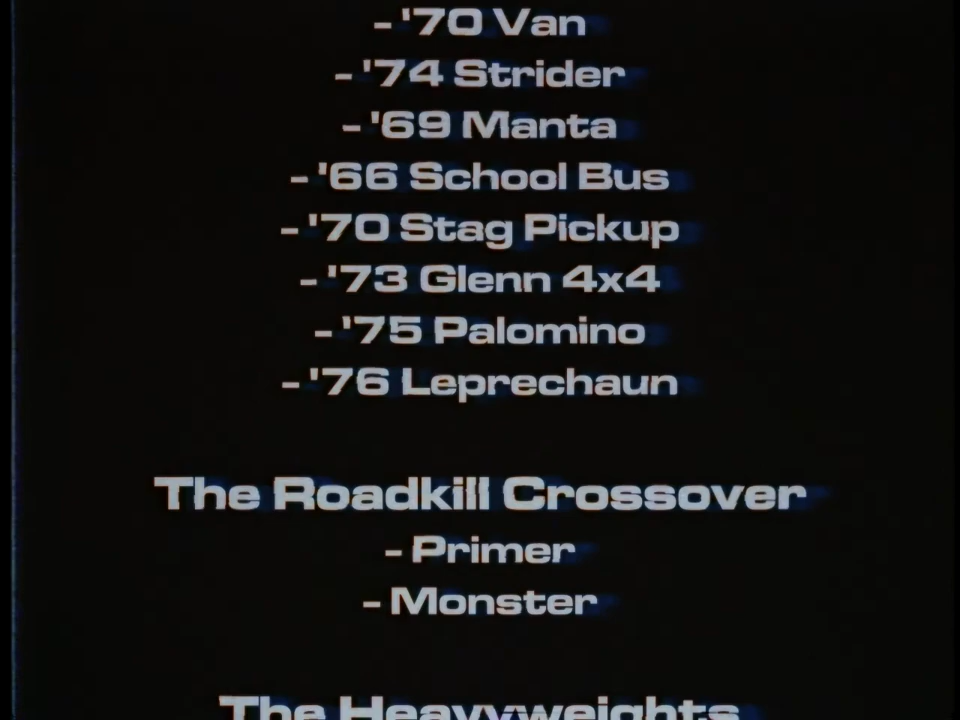 - '70 Van
- '74 Strider
- '69 Manta
- '66 School Bus
- '70 Stag Pickup
- '73 Glenn 4x4
- '75 Palomino
- '76 Leprechaun
The Roadkill Crossover
- Primer
- Monster
The Heavyweights